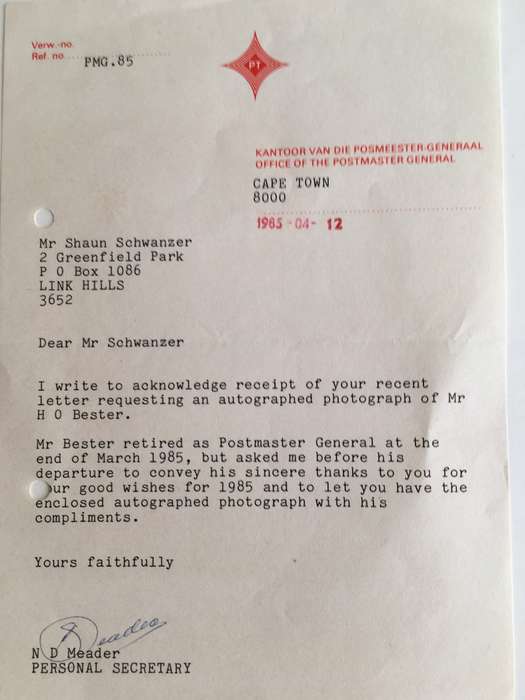 Verw.-no.
Ref. no. PMG.85
PT
KANTOOR VAN DIE POSMEESTER-GENERAAL
OFFICE OF THE POSTMASTER GENERAL
CAPE TOWN
8000
1985 -04- 12
Mr Shaun Schwanzer
2 Greenfield Park
P O Box 1086
LINK HILLS
3652
Dear Mr Schwanzer
I write to acknowledge receipt of your recent
letter requesting an autographed photograph of Mr
H O Bester.
Mr Bester retired as Postmaster General at the
end of March 1985, but asked me before his
departure to convey his sincere thanks to you for
our good wishes for 1985 and to let you have the
enclosed autographed photograph with his
compliments.
Yours faithfully
Meader
N D Meader
PERSONAL SECRETARY